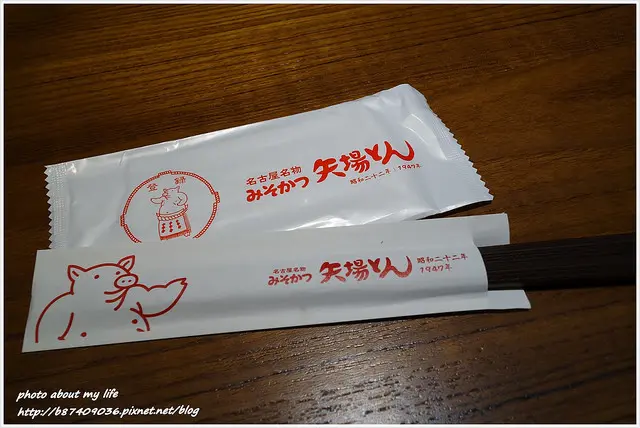 登録
名古屋名物
みそかつ 矢場とん
昭和二十二年:1947年
名古屋名物
みそかつ 矢場とん
昭和二十二年
1947年
photo about my life
http://b87409036.pixnet.net/blog